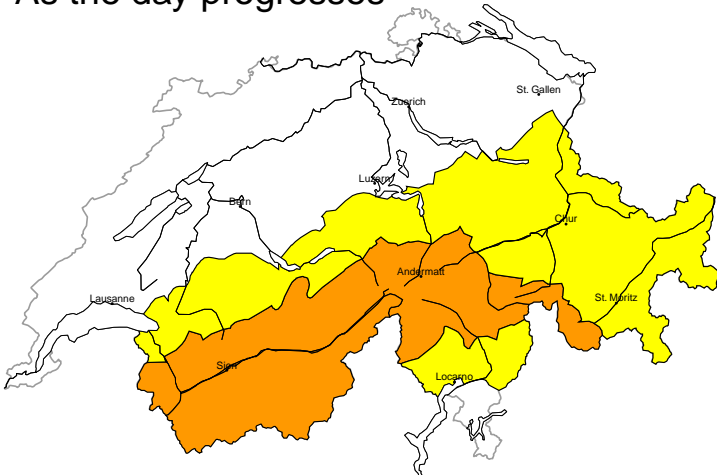 As the day progresses
St. Gallen
Zuerich
Luzern
Bern
Chur
Andermatt
Lausanne
St. Moritz
Sion
Locarno